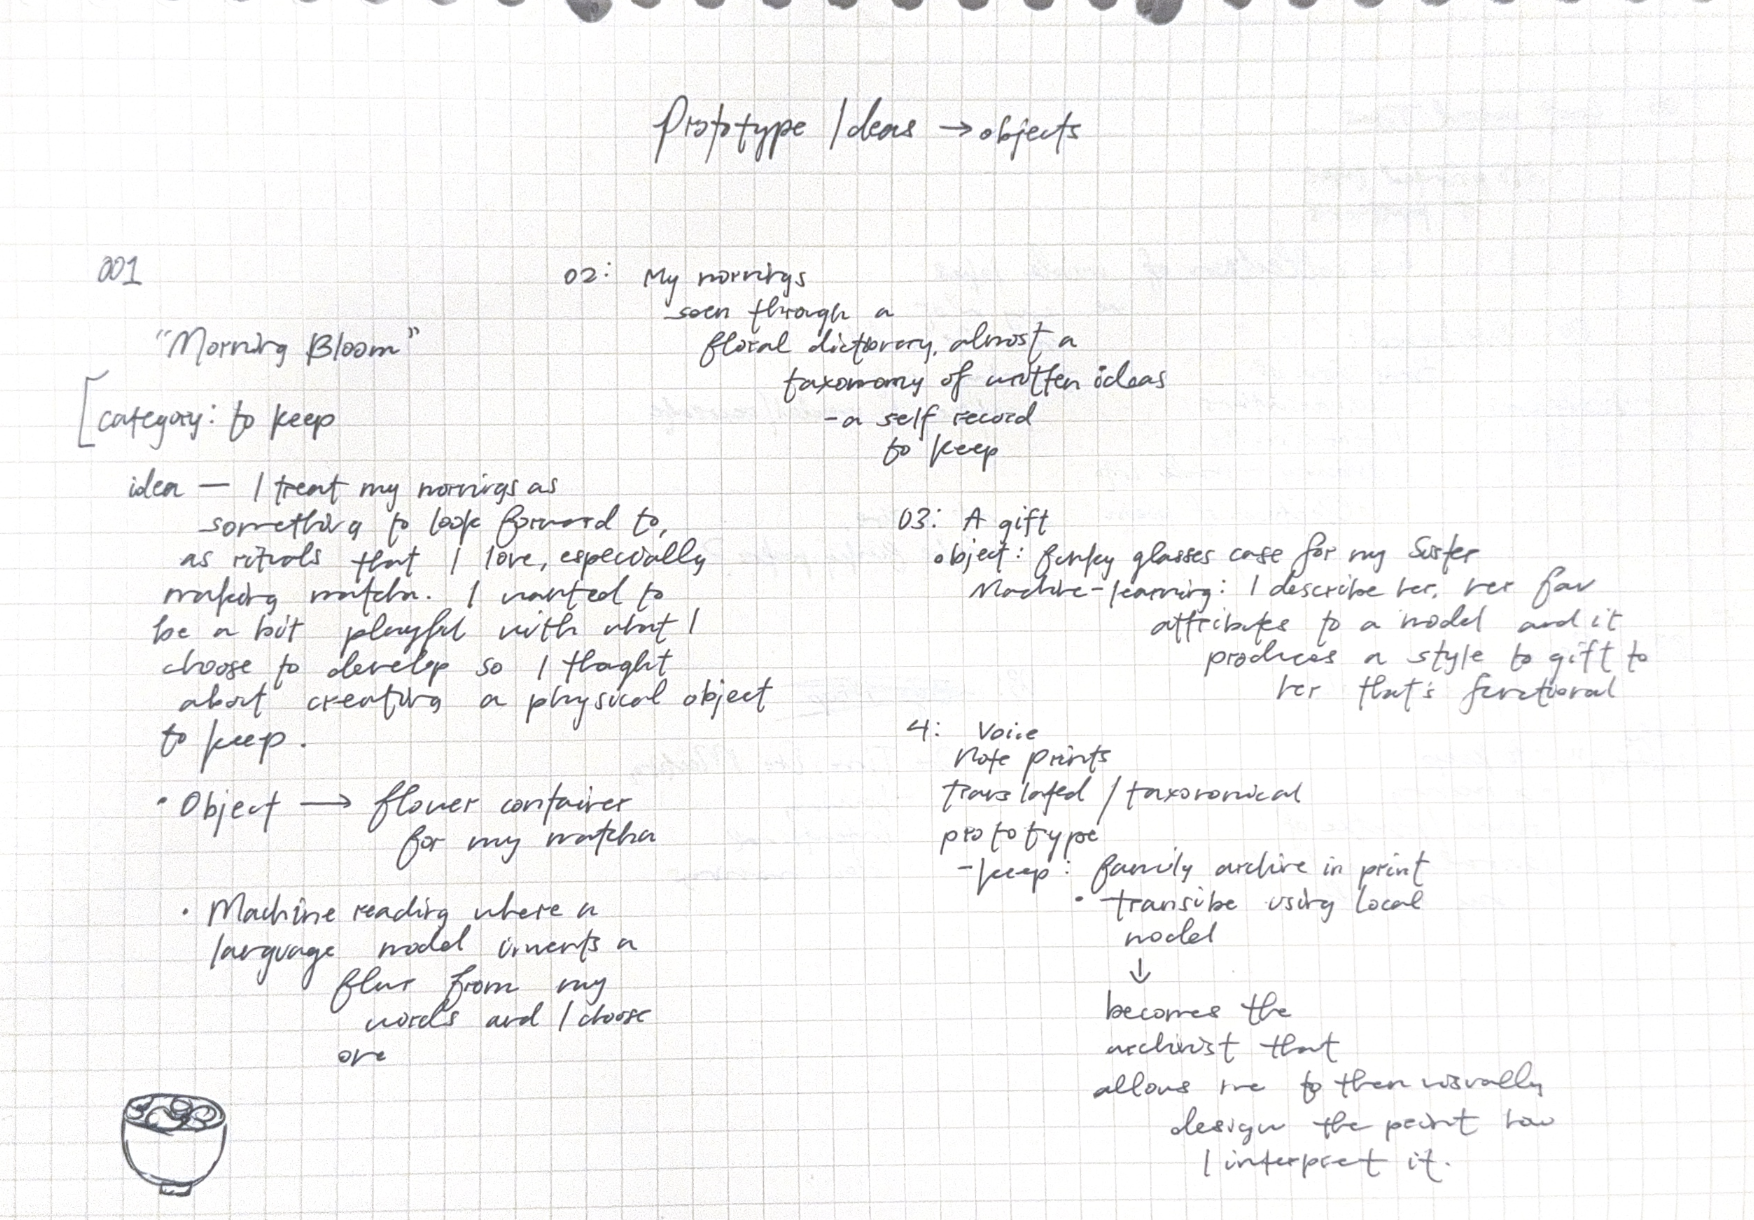 Prototype Ideas → objects
001
"Morning Bloom"
[category: to keep
idea — I treat my mornings as
something to look forward to,
as rituals that I love, especially
making matcha. I wanted to
be a bit playful with what I
choose to develop so I thaght
about creating a physical object
to keep.
• Object → flower container
for my matcha
• Machine reading where a
language model invents a
flur from my
words and I choose
one
02: My mornings
seen through a
floral dictionary, almost a
taxonomy of written ideas
- a self record
to keep
03: A gift
object: funky glasses case for my Sister
Machine-learning: I describe her, her fav
attributes to a model and it
produces a style to gift to
her that's functional
4: Voice
Note prints
translated / taxonomical
prototype
- keep: family archive in print
• transibe using local
model
↓
becomes the
archivist that
allows me to then visually
design the print how
I interpret it.